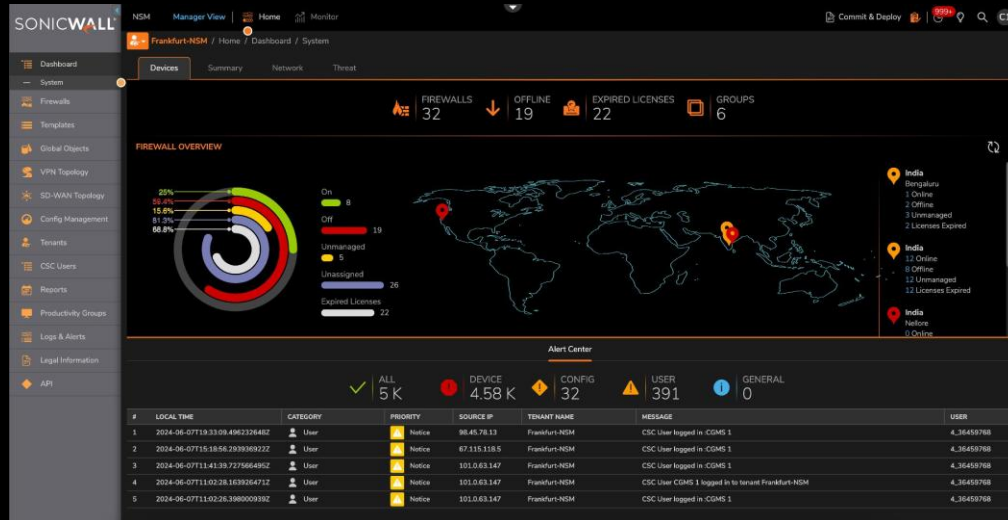 SONICWALL
NSM Manager View Home Monitor
Commit & Deploy 999+
Frankfurt-NSM / Home / Dashboard / System
Dashboard
System
Firewalls
Templates
Global Objects
VPN Topology
SD-WAN Topology
Config Management
Tenants
CSC Users
Reports
Productivity Groups
Logs & Alerts
Legal Information
API
Devices Summary Network Threat
FIREWALLS 32
OFFLINE 19
EXPIRED LICENSES 22
GROUPS 6
FIREWALL OVERVIEW
25%
59.4%
15.6%
81.3%
68.8%
On
8
Off
19
Unmanaged
5
Unassigned
26
Expired Licenses
22
India
Bengaluru
1 Online
2 Offline
3 Unmanaged
2 Licenses Expired
India
12 Online
8 Offline
12 Unmanaged
12 Licenses Expired
India
Nellore
0 Online
Alert Center
ALL 5 K
DEVICE 4.58 K
CONFIG 32
USER 391
GENERAL 0
# LOCAL TIME CATEGORY PRIORITY SOURCE IP TENANT NAME MESSAGE USER
1 2024-06-07T19:33:09.496232648Z User Notice 98.45.78.13 Frankfurt-NSM CSC User logged in :CGMS 1 4_36459768
2 2024-06-07T15:18:56.293936922Z User Notice 67.115.118.5 Frankfurt-NSM CSC User logged in :CGMS 1 4_36459768
3 2024-06-07T11:41:39.727566495Z User Notice 101.0.63.147 Frankfurt-NSM CSC User logged in :CGMS 1 4_36459768
4 2024-06-07T11:02:28.163926471Z User Notice 101.0.63.147 Frankfurt-NSM CSC User CGMS 1 logged in to tenant Frankfurt-NSM 4_36459768
5 2024-06-07T11:02:26.398000939Z User Notice 101.0.63.147 Frankfurt-NSM CSC User logged in :CGMS 1 4_36459768